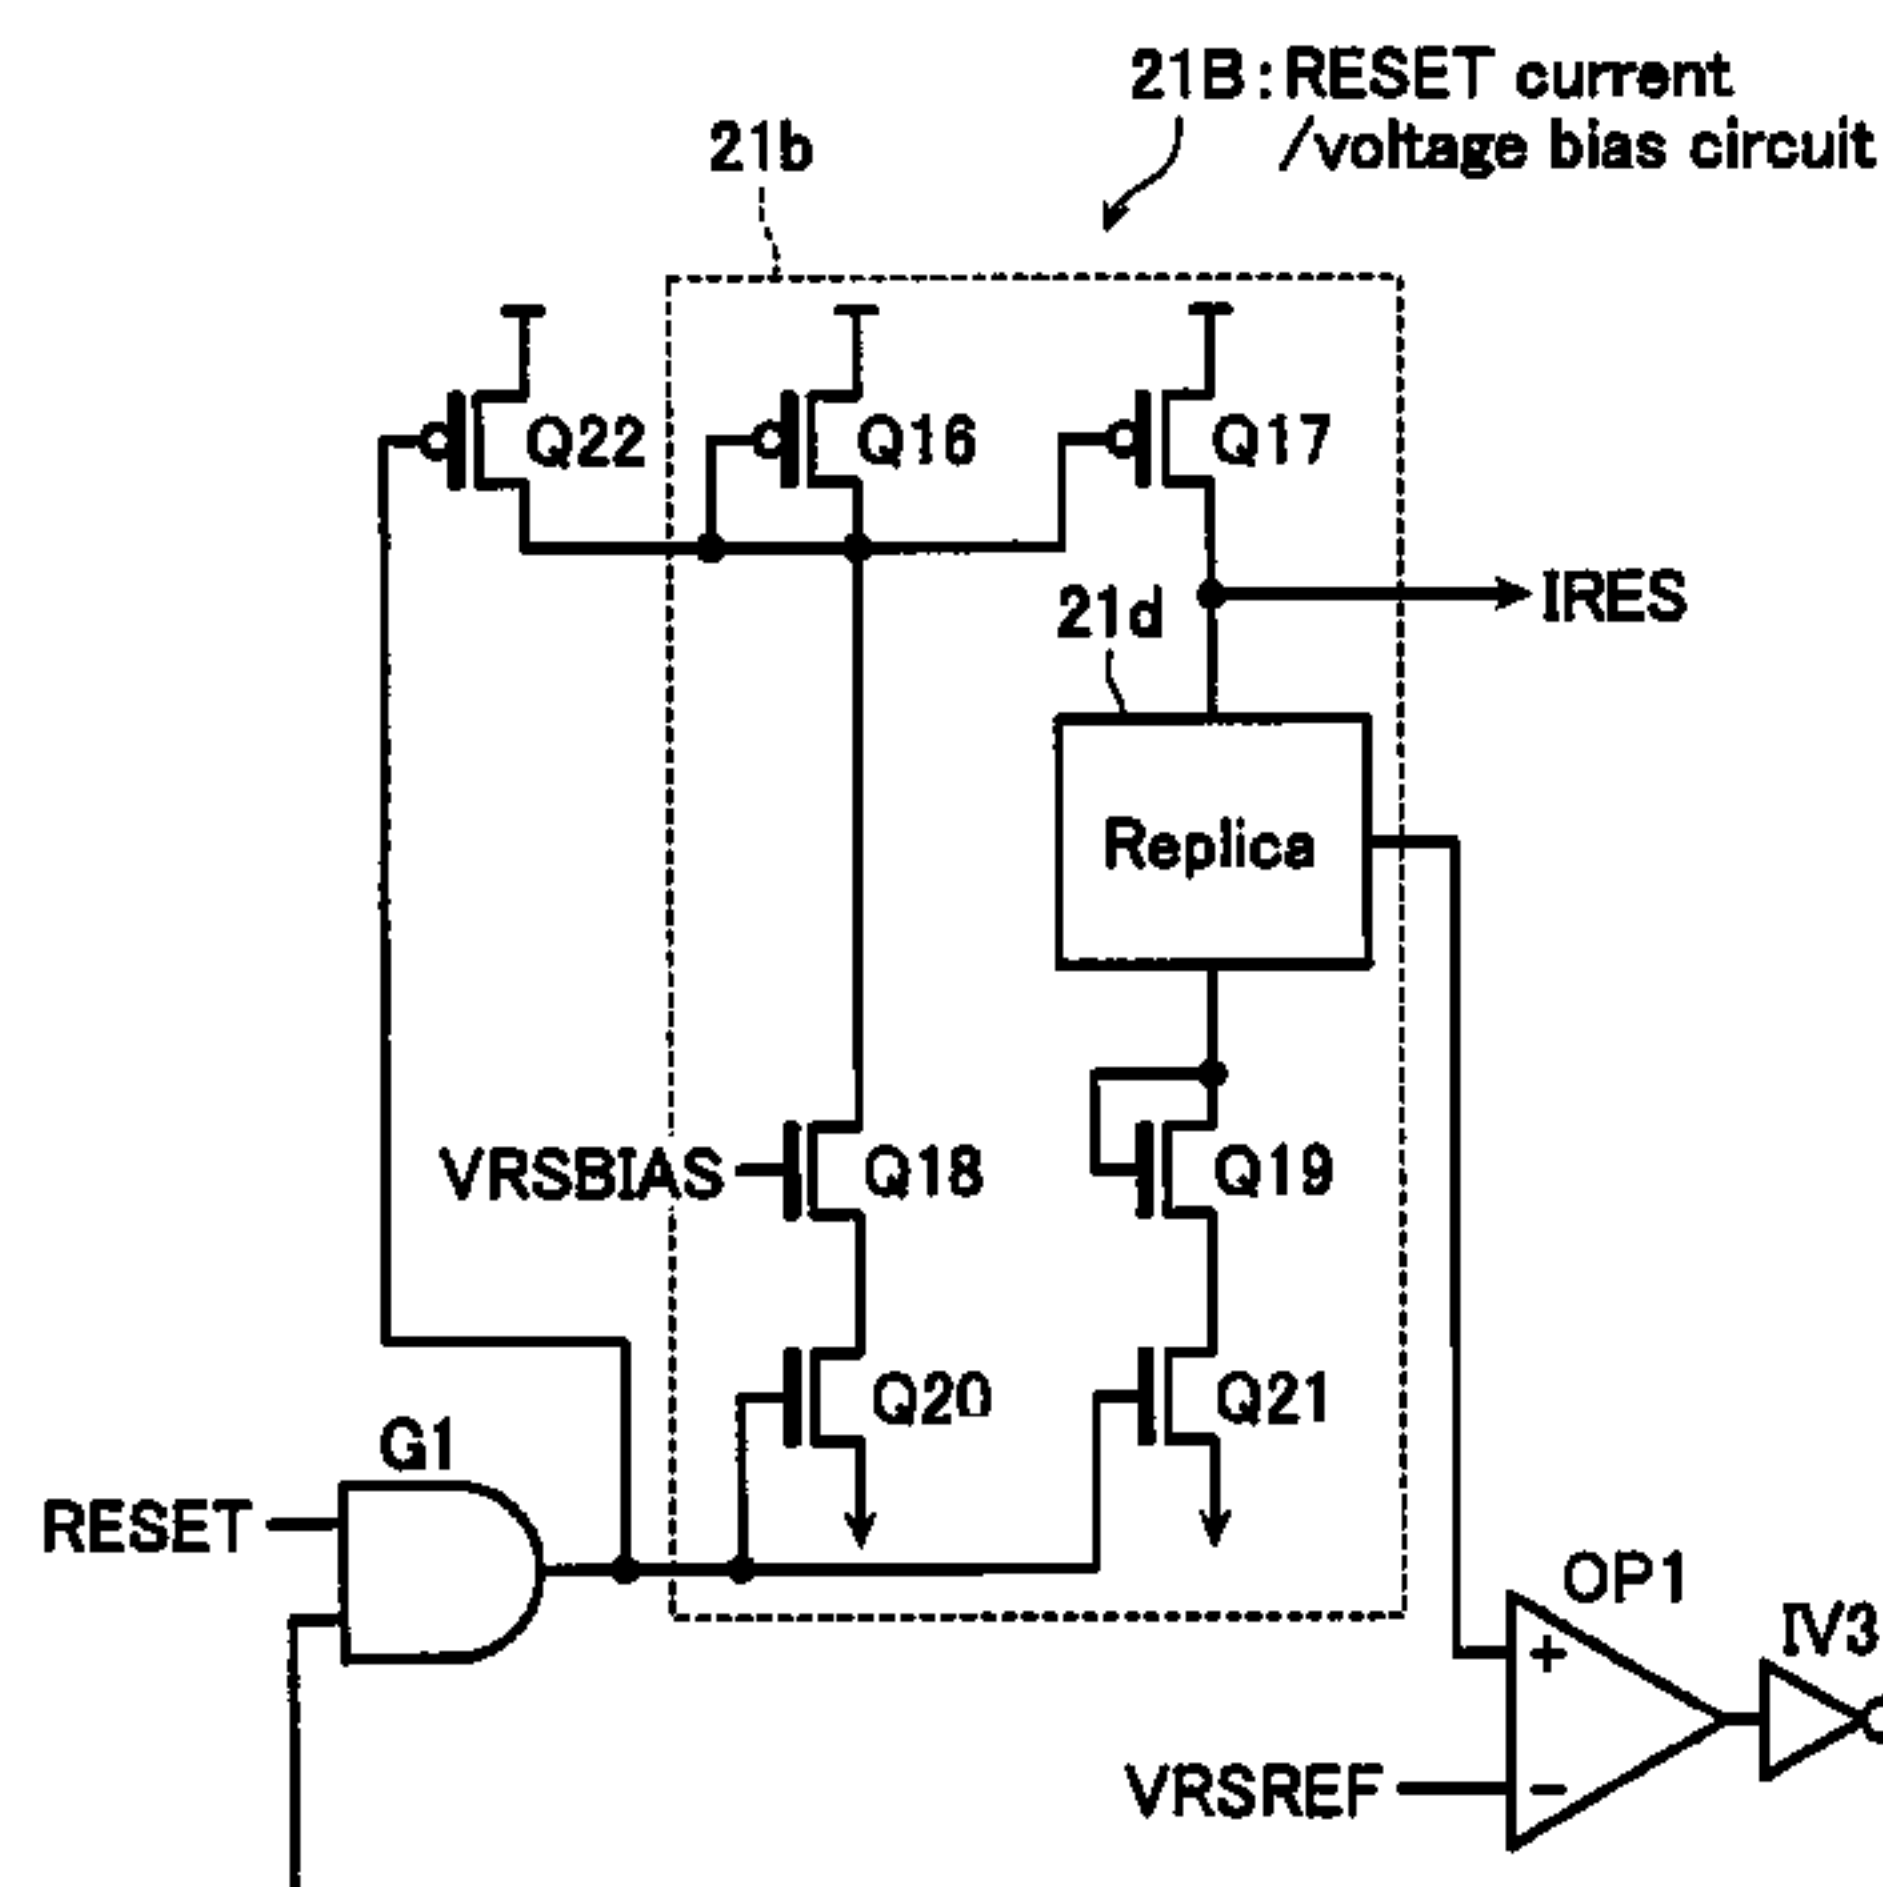 21B:RESET current
/voltage bias circuit
21b
Q22
Q16
Q17
IRES
21d
Replica
VRSBIAS
Q18
Q19
Q20
Q21
G1
RESET
OP1
IV3
+
VRSREF
-